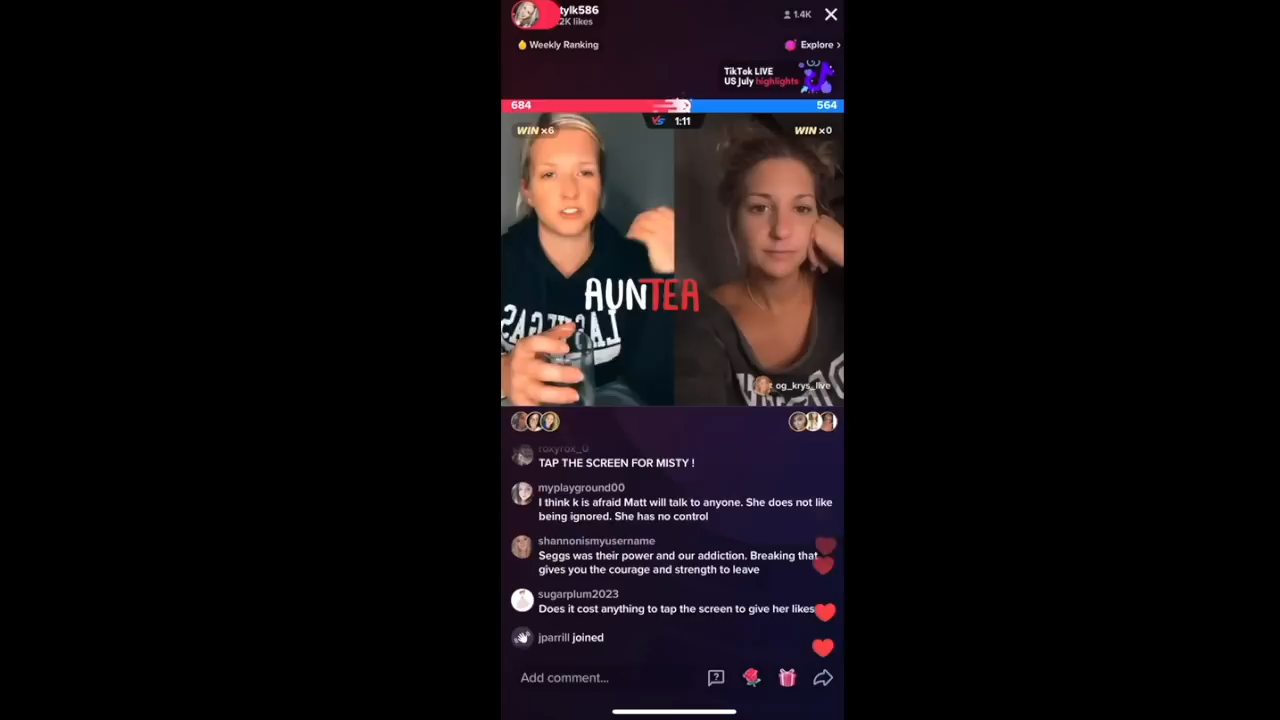 tylk586
2K likes
1.4K
Weekly Ranking
Explore >
TikTok LIVE
US July highlights
684
564
VS 1:11
WIN x6
WIN x0
AUNTEA
LAS VEGAS
og_krys_live
roxyrox_0
TAP THE SCREEN FOR MISTY !
myplayground00
I think k is afraid Matt will talk to anyone. She does not like
being ignored. She has no control
shannonismyusername
Seggs was their power and our addiction. Breaking that
gives you the courage and strength to leave
sugarplum2023
Does it cost anything to tap the screen to give her likes
jparrill joined
Add comment...